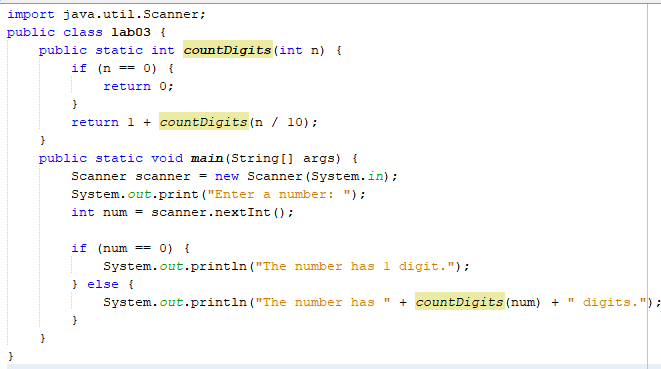 import java.util.Scanner;
public class lab03 {
    public static int countDigits(int n) {
        if (n == 0) {
            return 0;
        }
        return 1 + countDigits(n / 10);
    }
    public static void main(String[] args) {
        Scanner scanner = new Scanner(System.in);
        System.out.print("Enter a number: ");
        int num = scanner.nextInt();

        if (num == 0) {
            System.out.println("The number has 1 digit.");
        } else {
            System.out.println("The number has " + countDigits(num) + " digits.");
        }
    }
}